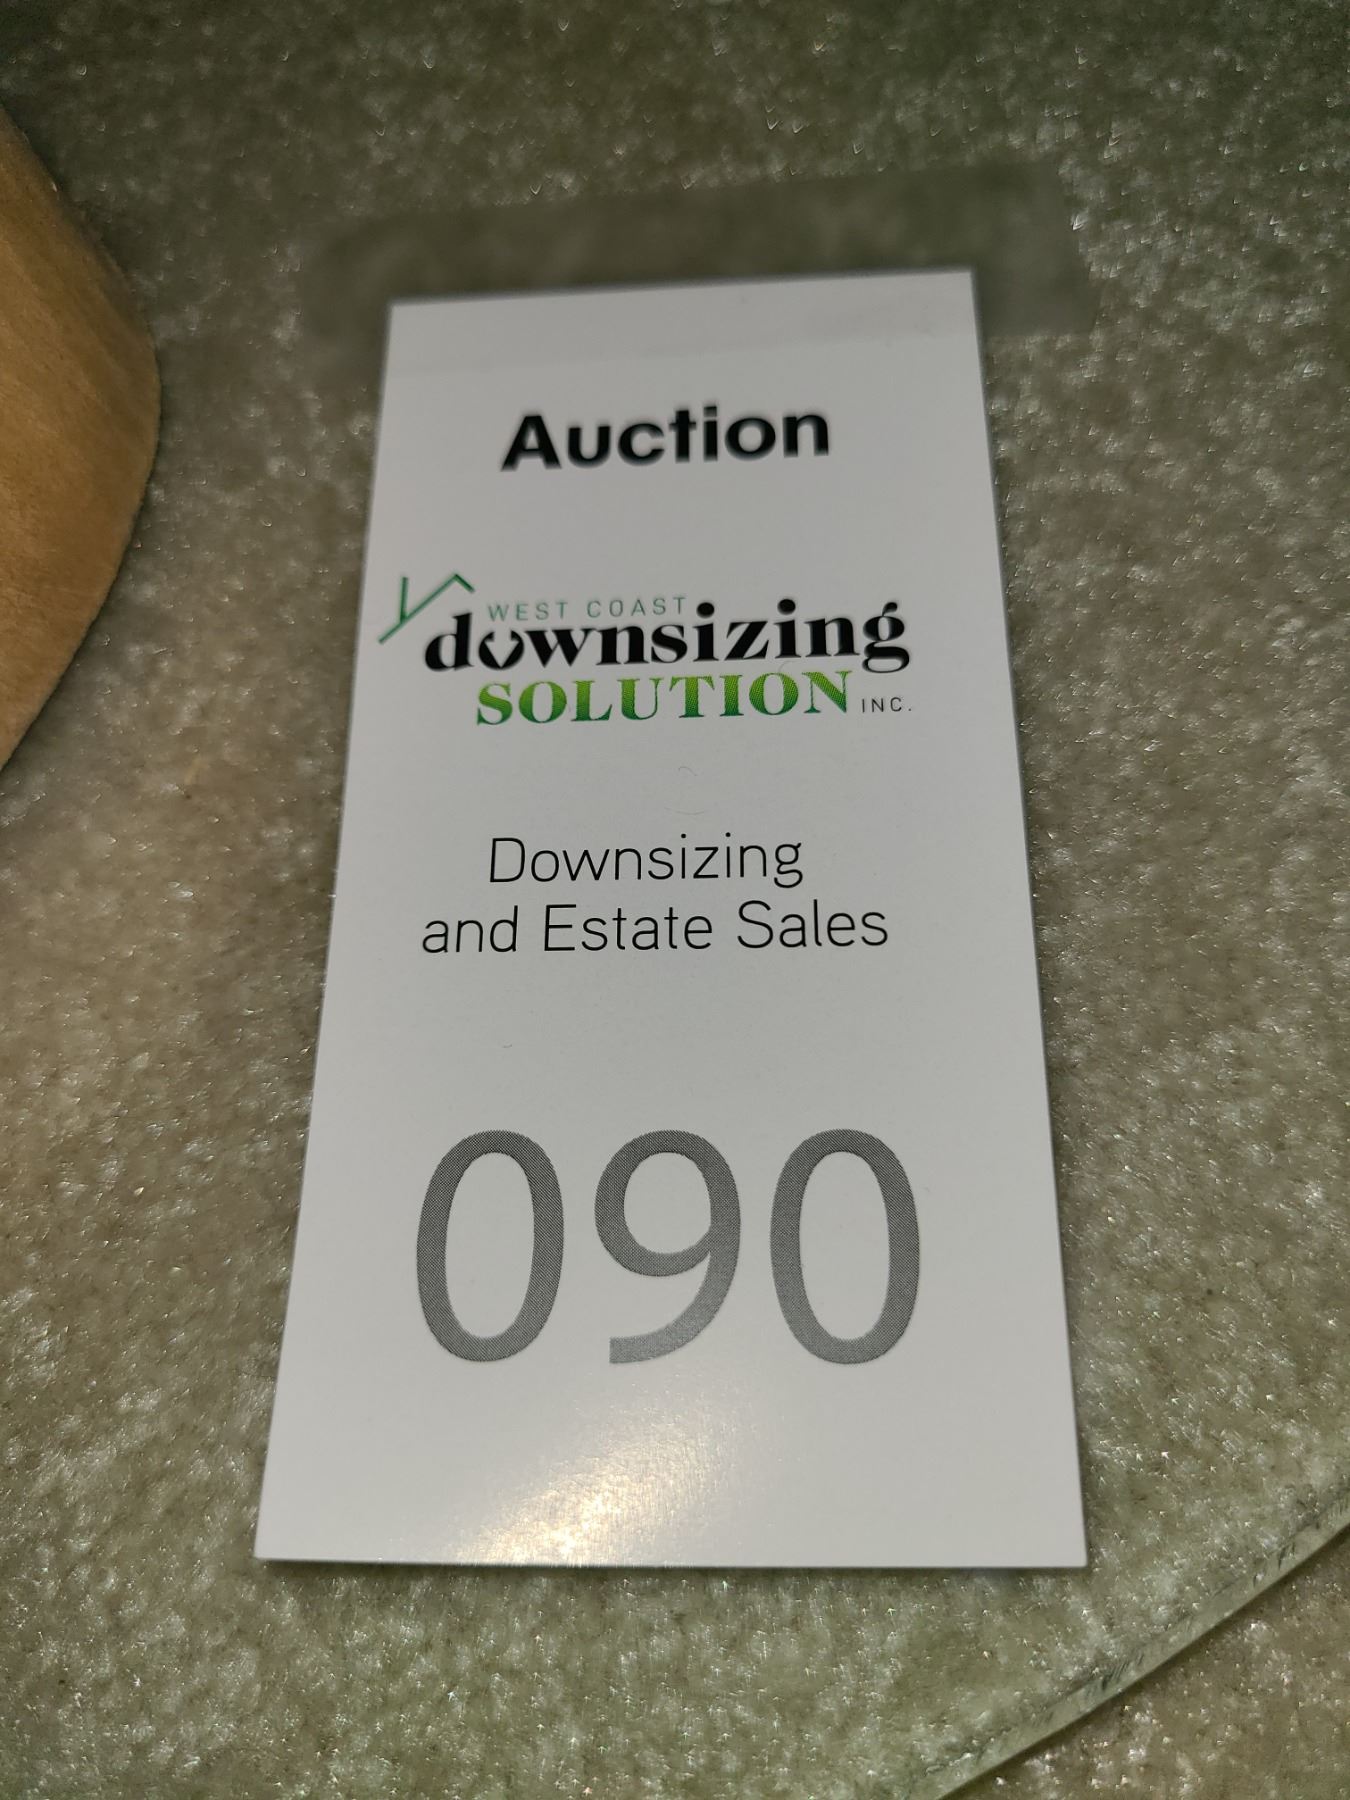 Auction
WEST COAST
downsizing
SOLUTION INC.
Downsizing
and Estate Sales
090